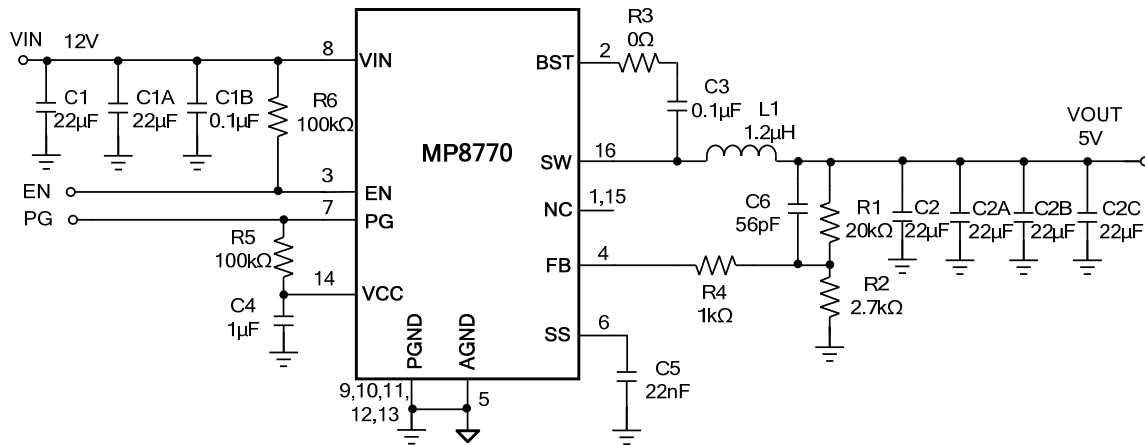 VIN
12V
C1
22µF
C1A
22µF
C1B
0.1µF
R6
100kΩ
8
VIN
EN
3
EN
PG
7
PG
R5
100kΩ
14
VCC
C4
1µF
MP8770
PGND
AGND
9,10,11,
12,13
5
BST
2
R3
0Ω
C3
0.1µF
L1
1.2µH
SW
16
NC
1,15
FB
4
R4
1kΩ
C6
56pF
R1
20kΩ
R2
2.7kΩ
C2
22µF
C2A
22µF
C2B
22µF
C2C
22µF
VOUT
5V
SS
6
C5
22nF